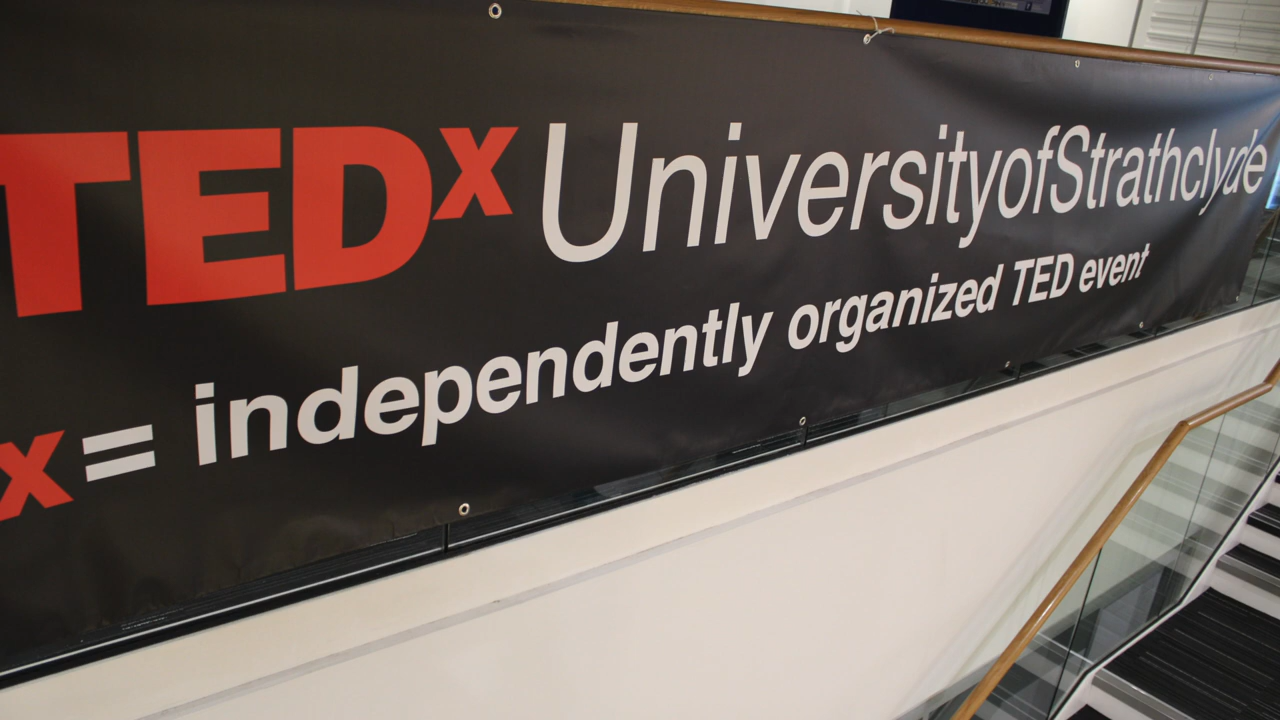 TEDx UniversityofStrathclyde
x = independently organized TED event